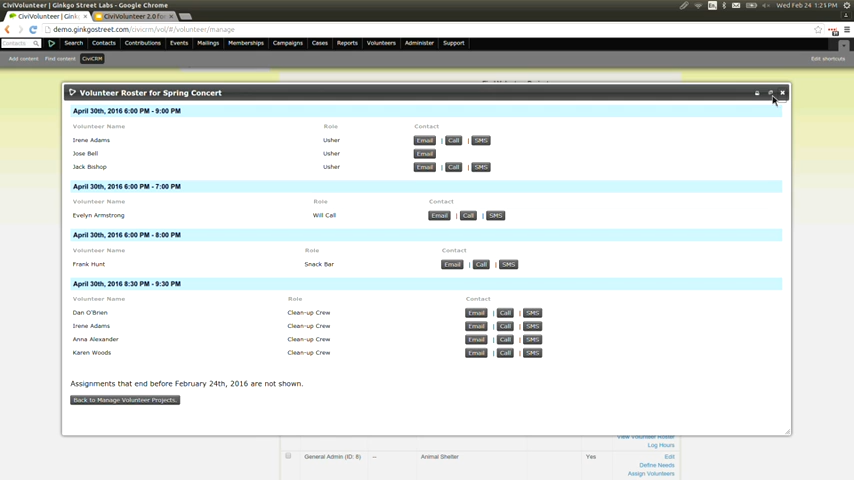 CiviVolunteer | Ginkgo Street Labs - Google Chrome
En
Wed Feb 24 1:21 PM
CiviVolunteer | Gink
CiviVolunteer 2.0 for
demo.ginkgostreet.com/civicrm/vol/#/volunteer/manage
Contacts Search Contacts Contributions Events Mailings Memberships Campaigns Cases Reports Volunteers Administer Support
Add content Find content CiviCRM Edit shortcuts
Volunteer Roster for Spring Concert
April 30th, 2016 6:00 PM - 9:00 PM
Volunteer Name Role Contact
Irene Adams Usher Email | Call | SMS
Jose Bell Usher Email
Jack Bishop Usher Email | Call | SMS
April 30th, 2016 6:00 PM - 7:00 PM
Volunteer Name Role Contact
Evelyn Armstrong Will Call Email | Call | SMS
April 30th, 2016 6:00 PM - 8:00 PM
Volunteer Name Role Contact
Frank Hunt Snack Bar Email | Call | SMS
April 30th, 2016 8:30 PM - 9:30 PM
Volunteer Name Role Contact
Dan O'Brien Clean-up Crew Email | Call | SMS
Irene Adams Clean-up Crew Email | Call | SMS
Anna Alexander Clean-up Crew Email | Call | SMS
Karen Woods Clean-up Crew Email | Call | SMS
Assignments that end before February 24th, 2016 are not shown.
Back to Manage Volunteer Projects.
View Volunteer Roster
Log Hours
General Admin (ID: 8) -- Animal Shelter Yes Edit
Define Needs
Assign Volunteers